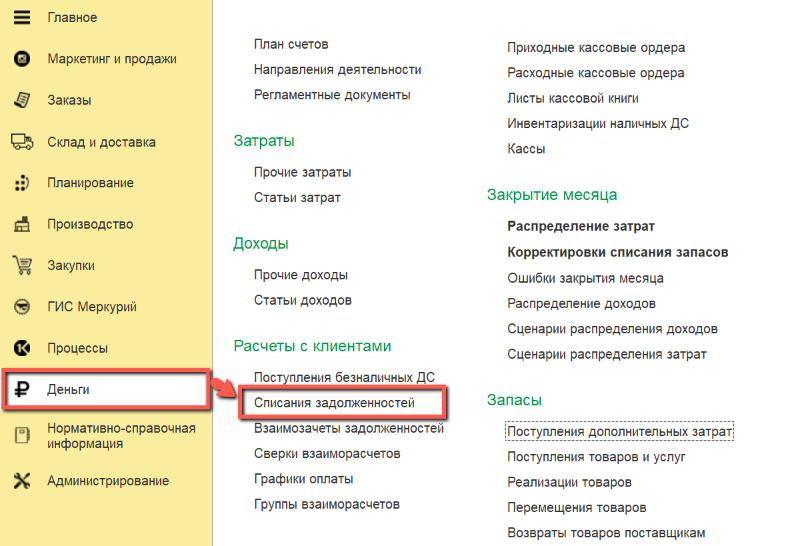 Главное
Маркетинг и продажи
Заказы
Склад и доставка
Планирование
Производство
Закупки
ГИС Меркурий
Процессы
Деньги
Нормативно-справочная
информация
Администрирование
План счетов
Направления деятельности
Регламентные документы
Затраты
Прочие затраты
Статьи затрат
Доходы
Прочие доходы
Статьи доходов
Расчеты с клиентами
Поступления безналичных ДС
Списания задолженностей
Взаимозачеты задолженностей
Сверки взаиморасчетов
Графики оплаты
Группы взаиморасчетов
Приходные кассовые ордера
Расходные кассовые ордера
Листы кассовой книги
Инвентаризации наличных ДС
Кассы
Закрытие месяца
Распределение затрат
Корректировки списания запасов
Ошибки закрытия месяца
Распределение доходов
Сценарии распределения доходов
Сценарии распределения затрат
Запасы
Поступления дополнительных затрат
Поступления товаров и услуг
Реализации товаров
Перемещения товаров
Возвраты товаров поставщикам